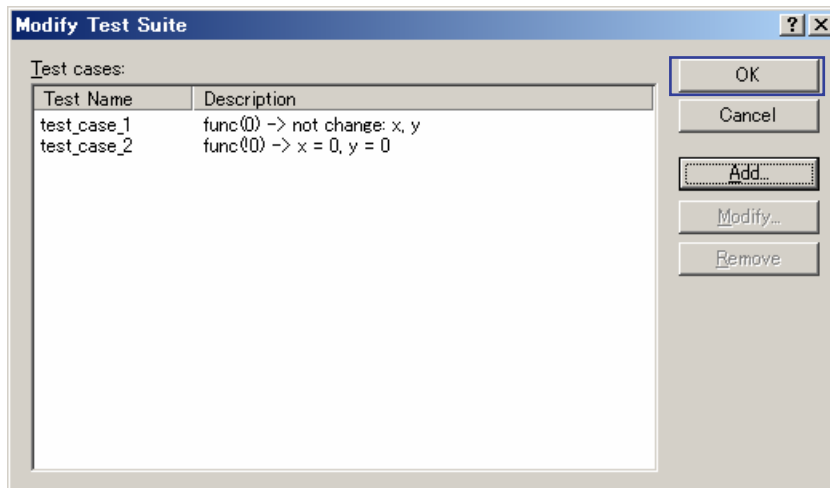 Modify Test Suite
Test cases:
Test Name Description
test_case_1 func(0) -> not change: x, y
test_case_2 func(!0) -> x = 0, y = 0
OK
Cancel
Add...
Modify...
Remove